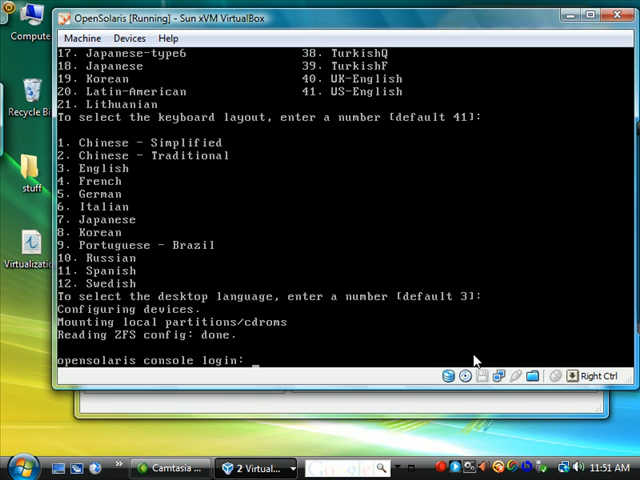 OpenSolaris [Running] - Sun xVM VirtualBox
Machine Devices Help
Compute
Recycle Bi
stuff
Virtualizatio
17. Japanese-type6 38. TurkishQ
18. Japanese 39. TurkishF
19. Korean 40. UK-English
20. Latin-American 41. US-English
21. Lithuanian
To select the keyboard layout, enter a number [default 41]:
1. Chinese - Simplified
2. Chinese - Traditional
3. English
4. French
5. German
6. Italian
7. Japanese
8. Korean
9. Portuguese - Brazil
10. Russian
11. Spanish
12. Swedish
To select the desktop language, enter a number [default 3]:
Configuring devices.
Mounting local partitions/cdroms
Reading ZFS config: done.
opensolaris console login: _
Right Ctrl
» Camtasia ... 2 Virtual... Google 11:51 AM